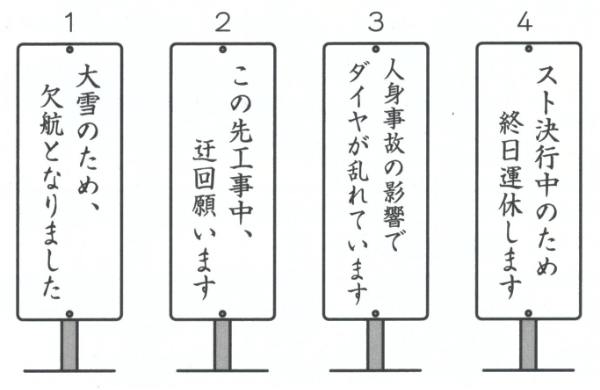 1
大雪のため、
欠航となりました
2
この先工事中、
迂回願います
3
人身事故の影響で
ダイヤが乱れています
4
スト決行中のため
終日運休します